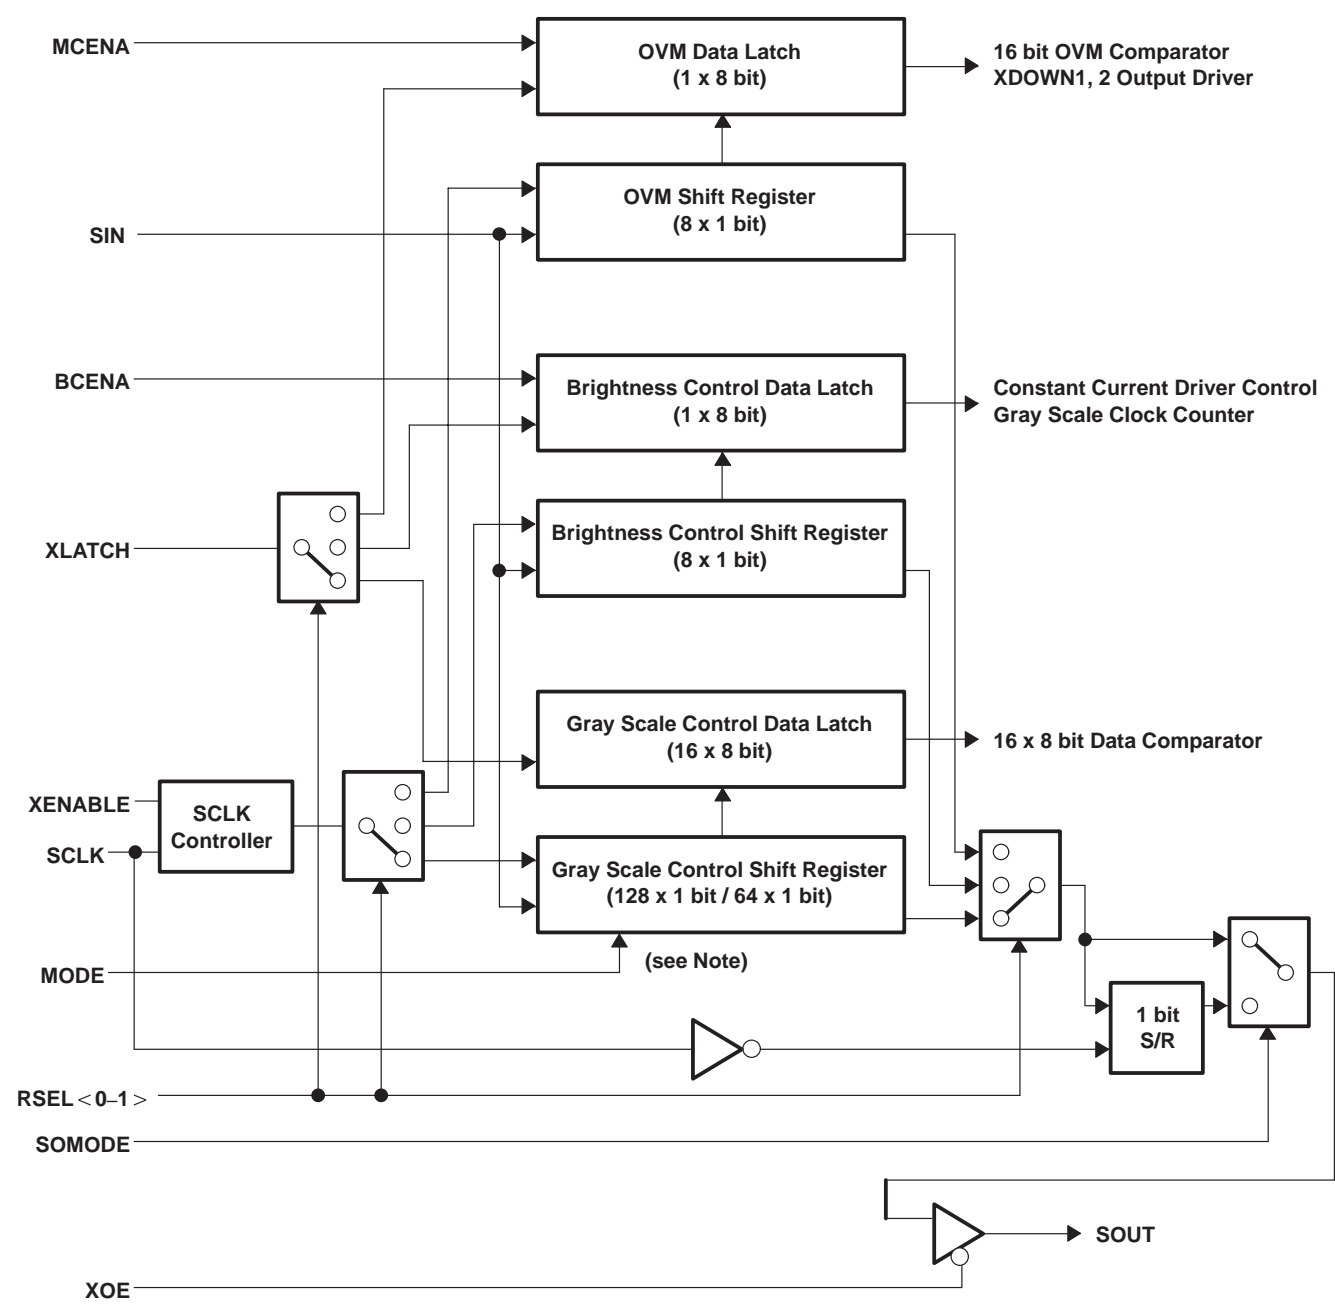 MCENA
OVM Data Latch
(1 x 8 bit)
16 bit OVM Comparator
XDOWN1, 2 Output Driver
OVM Shift Register
(8 x 1 bit)
SIN
BCENA
Brightness Control Data Latch
(1 x 8 bit)
Constant Current Driver Control
Gray Scale Clock Counter
XLATCH
Brightness Control Shift Register
(8 x 1 bit)
Gray Scale Control Data Latch
(16 x 8 bit)
16 x 8 bit Data Comparator
XENABLE
SCLK
SCLK
Controller
Gray Scale Control Shift Register
(128 x 1 bit / 64 x 1 bit)
MODE
(see Note)
1 bit
S/R
RSEL<0–1>
SOMODE
SOUT
XOE